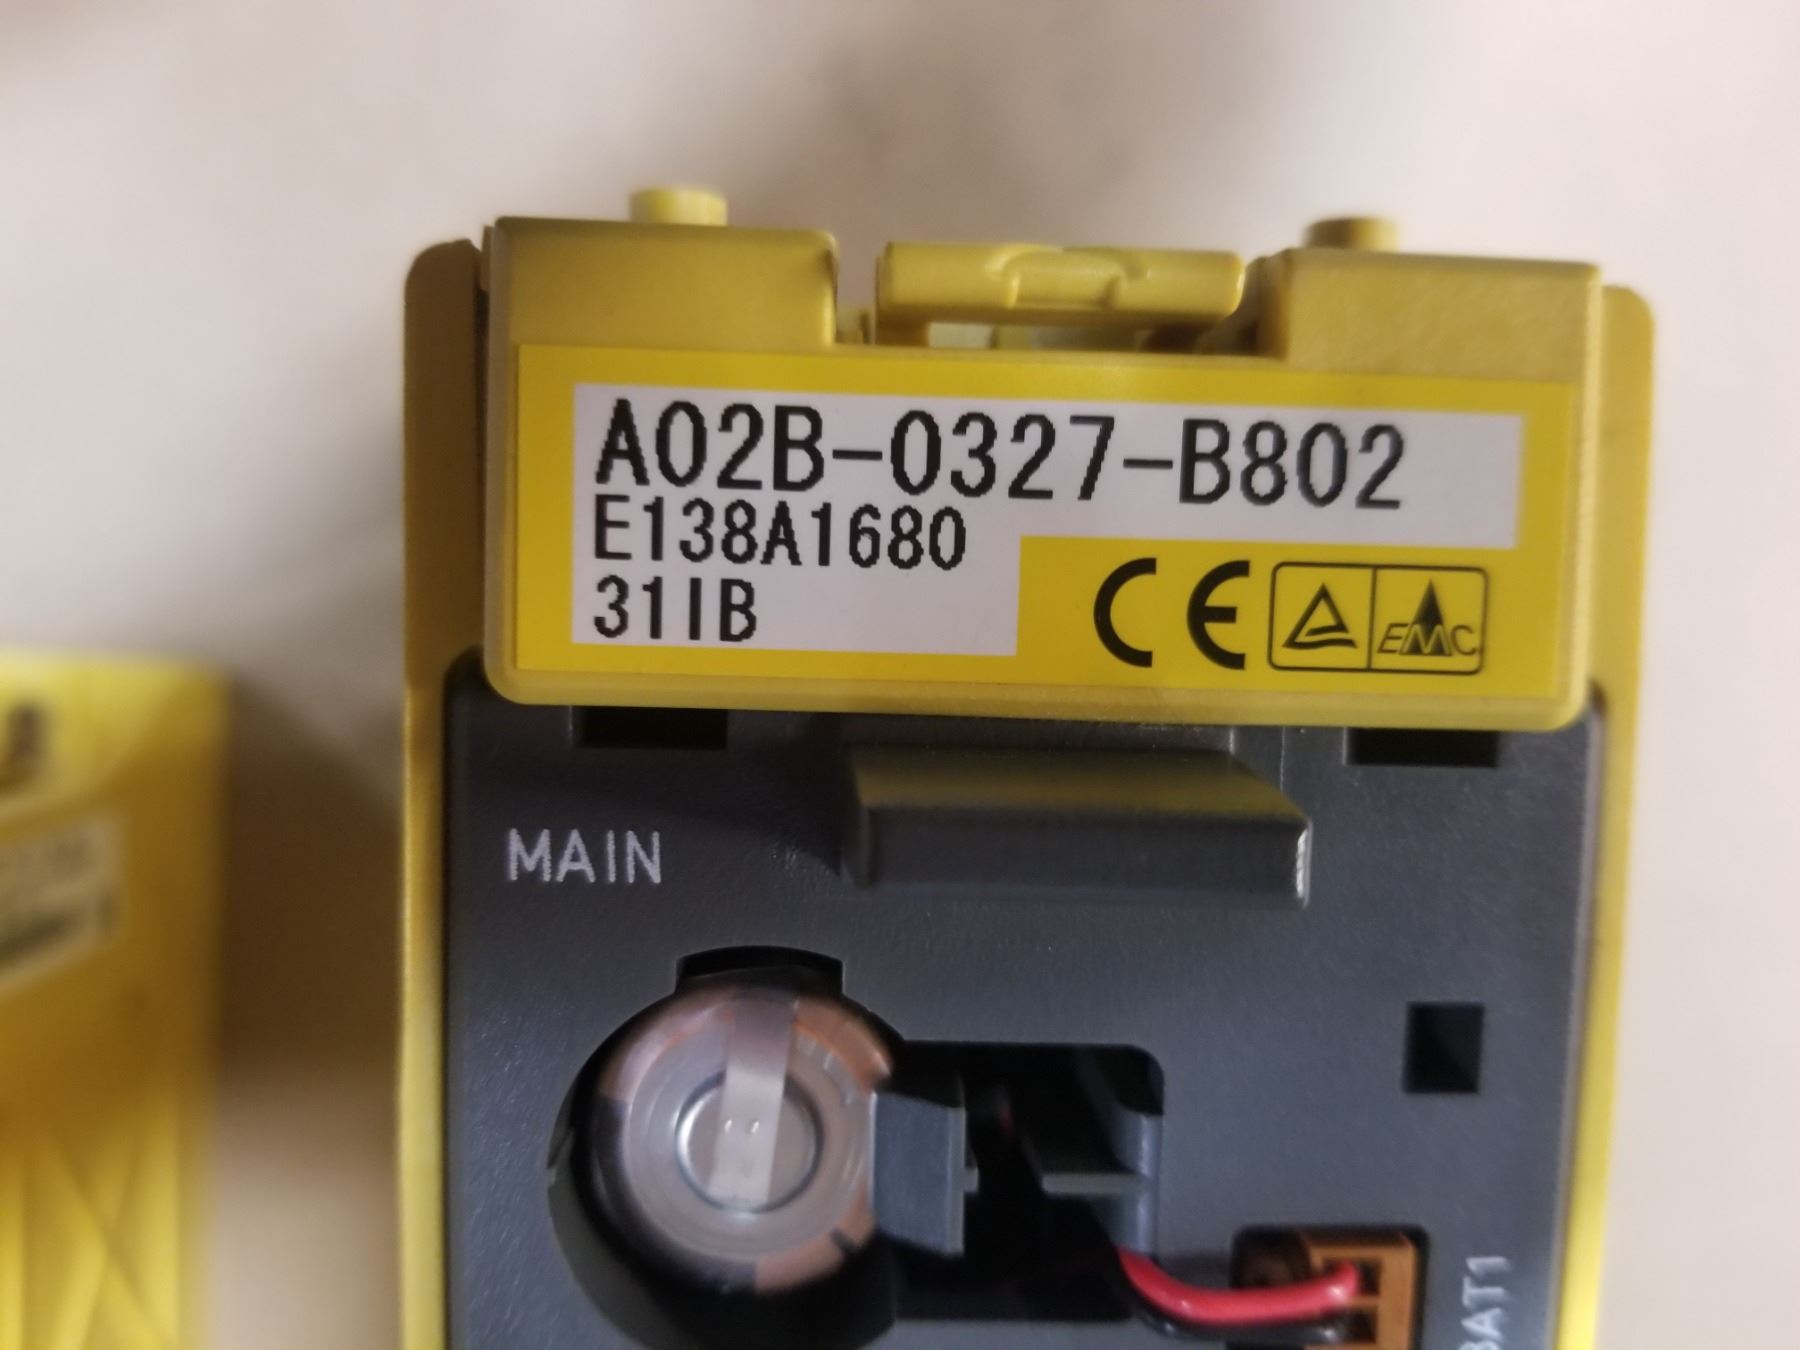 A02B-0327-B802
E138A1680
31IB
CE
EMC
MAIN
BAT1